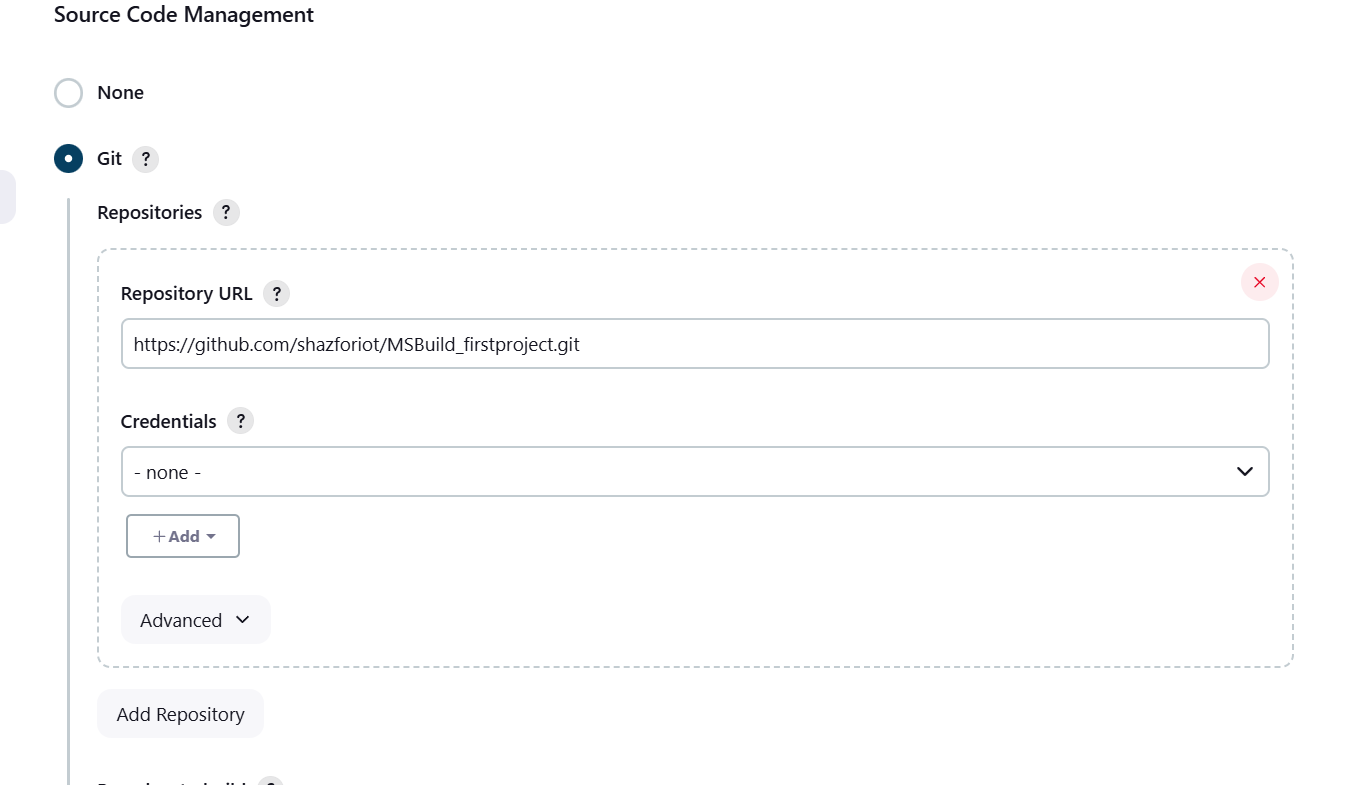 Source Code Management
None
Git ?
Repositories ?
Repository URL ?
https://github.com/shazforiot/MSBuild_firstproject.git
Credentials ?
- none -
+ Add
Advanced
Add Repository